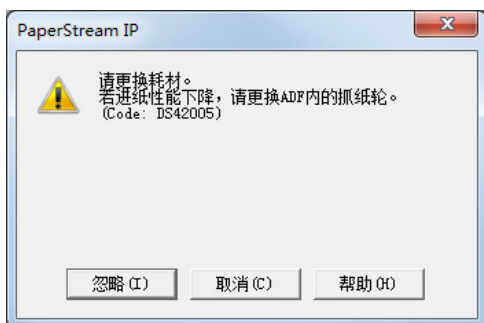 PaperStream IP
请更换耗材。
若进纸性能下降，请更换ADF内的抓纸轮。
(Code: DS42005)
忽略(I)
取消(C)
帮助(H)